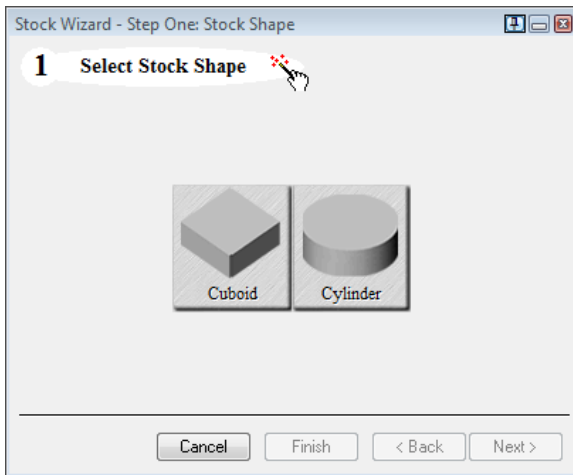 Stock Wizard - Step One: Stock Shape
1 Select Stock Shape
Cuboid Cylinder
Cancel Finish < Back Next >